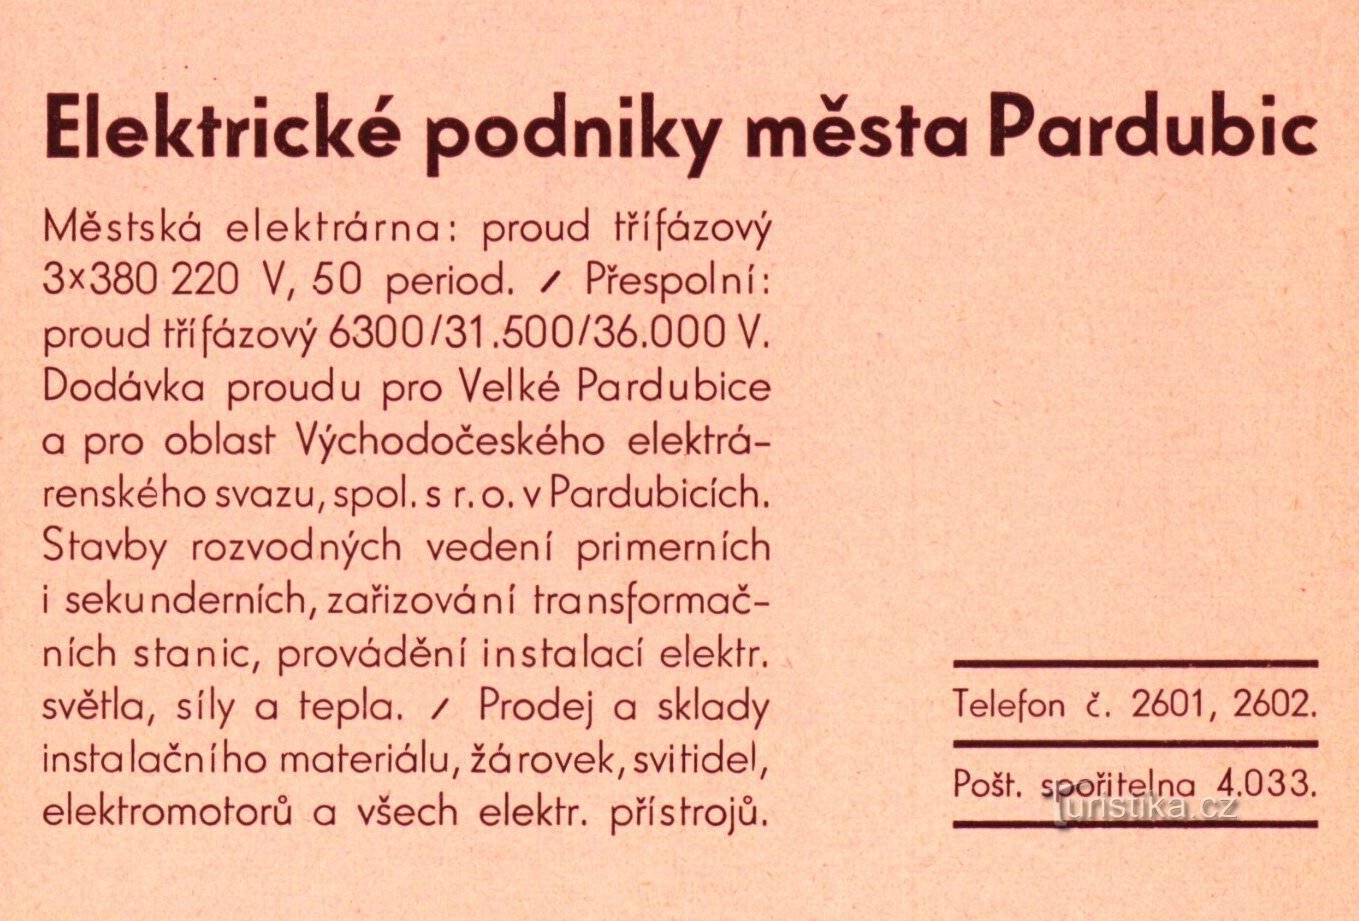 Elektrické podniky města Pardubic
Městská elektrárna: proud třífázový
3×380 220 V, 50 period. / Přespolní:
proud třífázový 6300/31.500/36.000 V.
Dodávka proudu pro Velké Pardubice
a pro oblast Východočeského elektrá-
renského svazu, spol. s r. o. v Pardubicích.
Stavby rozvodných vedení primerních
i sekunderních, zařizování transformač-
ních stanic, provádění instalací elektr.
světla, síly a tepla. / Prodej a sklady
instalačního materiálu, žárovek, svitidel,
elektromotorů a všech elektr. přístrojů.
Telefon č. 2601, 2602.
Pošt. spořitelna 4.033.
Turistika.cz